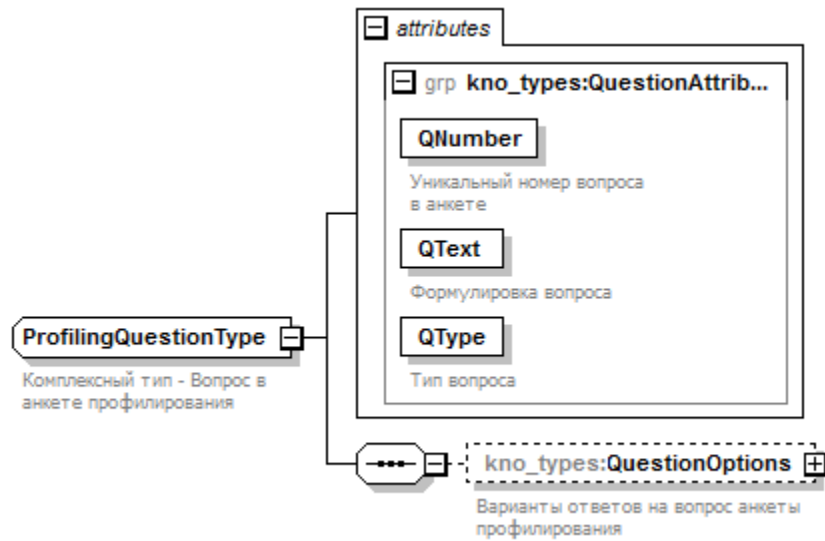 attributes
grp kno_types:QuestionAttrib...
QNumber
Уникальный номер вопроса
в анкете
QText
Формулировка вопроса
QType
Тип вопроса
ProfilingQuestionType
Комплексный тип - Вопрос в
анкете профилирования
kno_types:QuestionOptions
Варианты ответов на вопрос анкеты
профилирования